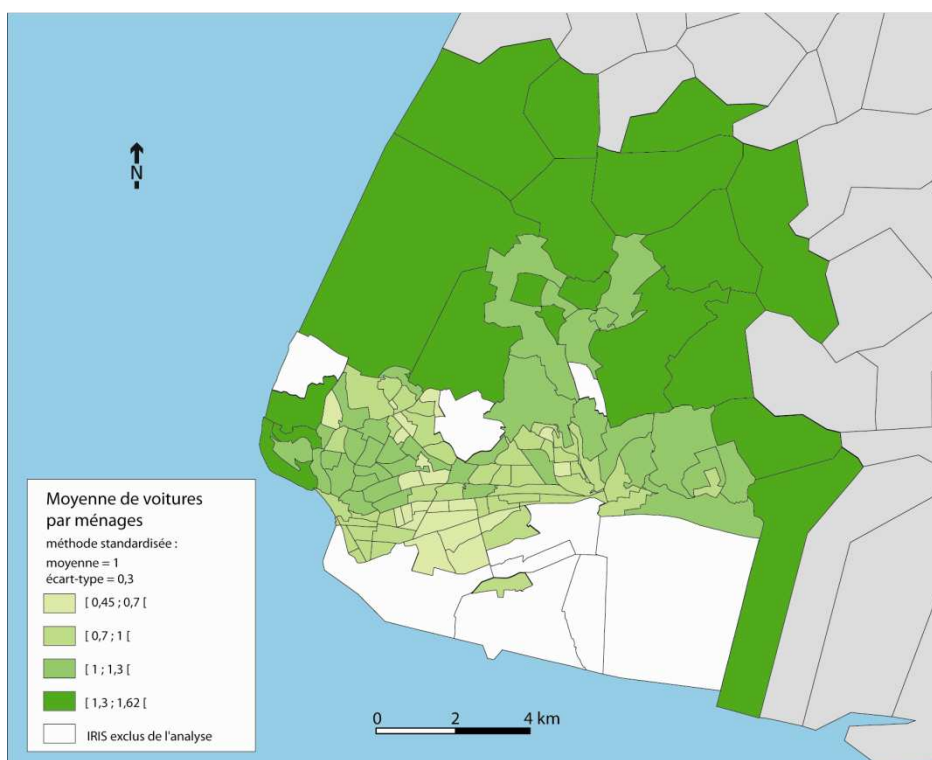 N
Moyenne de voitures
par ménages
méthode standardisée :
moyenne = 1
écart-type = 0,3
[ 0,45 ; 0,7 [
[ 0,7 ; 1 [
[ 1 ; 1,3 [
[ 1,3 ; 1,62 [
IRIS exclus de l'analyse
0 2 4 km